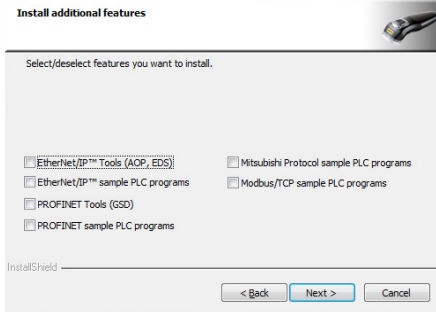 Install additional features
Select/deselect features you want to install.
EtherNet/IP™ Tools (AOP, EDS)
EtherNet/IP™ sample PLC programs
PROFINET Tools (GSD)
PROFINET sample PLC programs
Mitsubishi Protocol sample PLC programs
Modbus/TCP sample PLC programs
InstallShield
< Back
Next >
Cancel